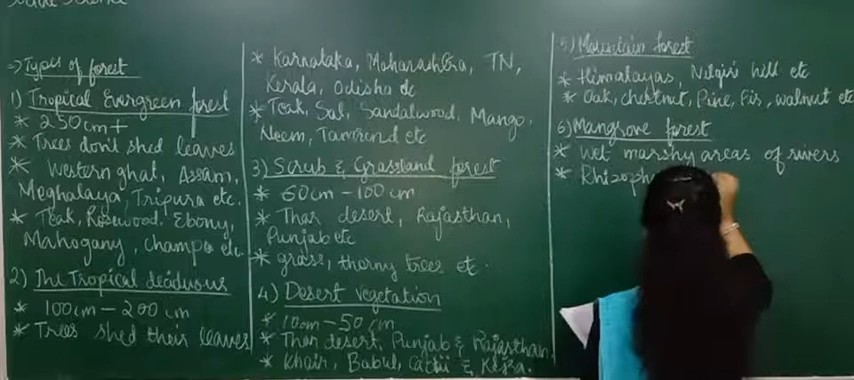 Science
=> Types of forest
1) Tropical Evergreen forest
* 250cm+
* Trees don't shed leaves
* Western ghat, Assam,
Meghalaya, Tripura etc.
* Teak, Rosewood, Ebony,
Mahogany, Champa etc.
2) The Tropical deciduous
* 100cm - 200 cm
* Trees shed their leaves
* Karnataka, Maharashtra, TN,
Kerala, Odisha etc
* Teak, Sal, Sandalwood, Mango,
Neem, etc
3) Scrub & Grassland forest
* 60cm - 100 cm
* Thar desert, Rajasthan,
Punjab etc
* grass, thorny trees etc.
4) Desert Vegetation
* 10cm - 50 cm
* Thar desert, Punjab & Rajasthan
* Khair, Babul, &
5) Mountain forest
* Himalayas, Nilgiri hill etc
* Oak, chestnut, Pine, Fir, walnut etc
6) Mangrove forest
* Wet marshy areas of rivers
* Rhizoph